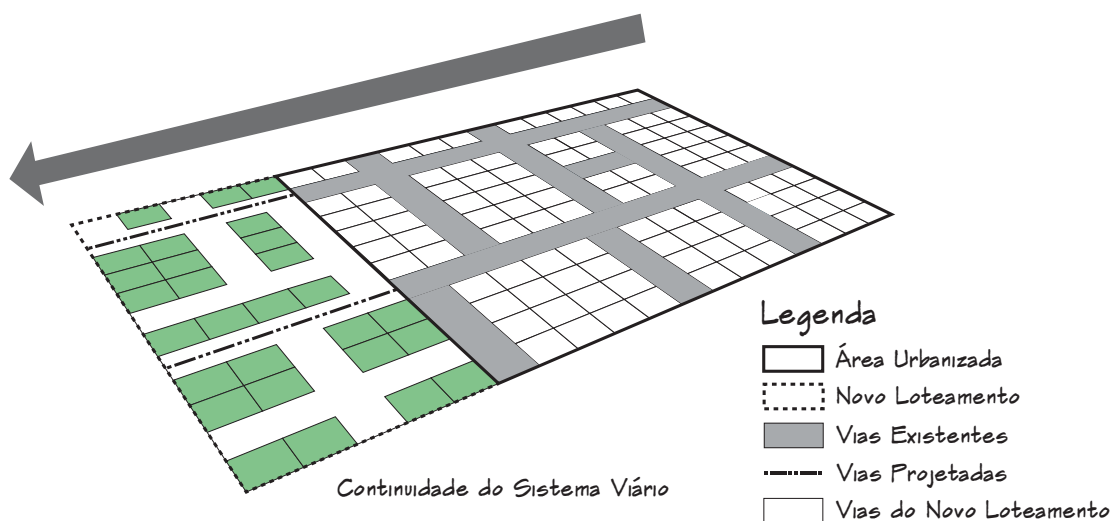 Legenda
Área Urbanizada
Novo Loteamento
Vias Existentes
Vias Projetadas
Vias do Novo Loteamento
Continuidade do Sistema Viário